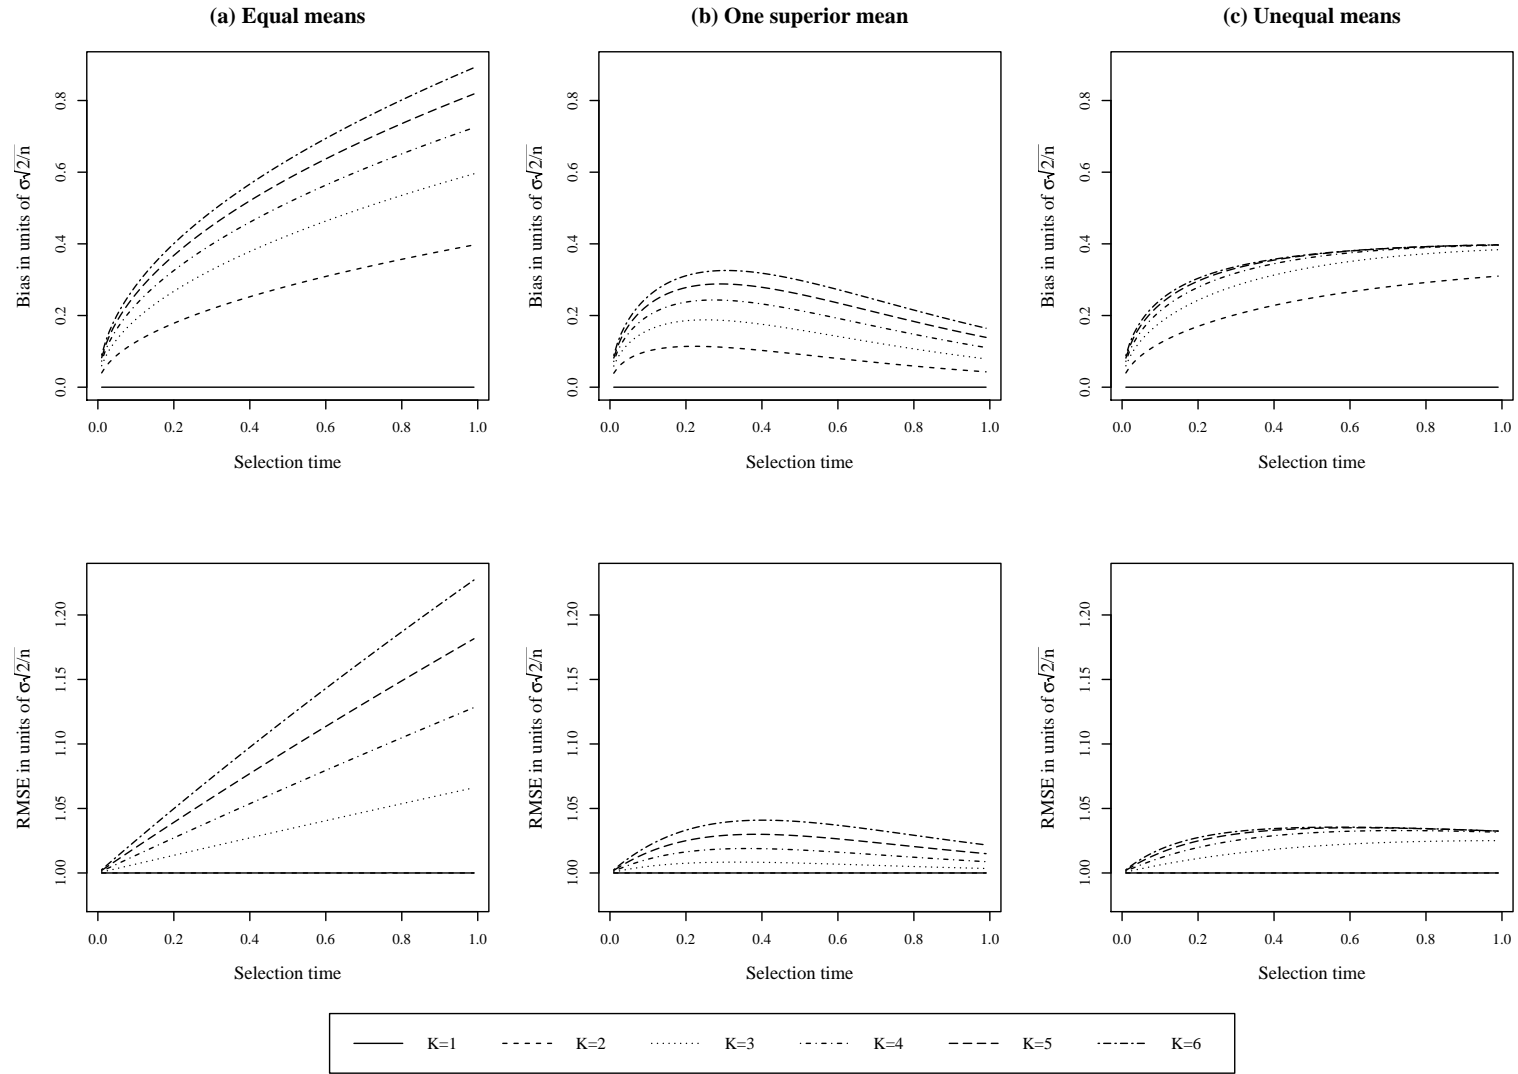 (a) Equal means
(b) One superior mean
(c) Unequal means
Bias in units of σ√2/n
0.0 0.2 0.4 0.6 0.8
0.0 0.2 0.4 0.6 0.8 1.0
Selection time
Bias in units of σ√2/n
0.0 0.2 0.4 0.6 0.8
0.0 0.2 0.4 0.6 0.8 1.0
Selection time
Bias in units of σ√2/n
0.0 0.2 0.4 0.6 0.8
0.0 0.2 0.4 0.6 0.8 1.0
Selection time
RMSE in units of σ√2/n
1.00 1.05 1.10 1.15 1.20
0.0 0.2 0.4 0.6 0.8 1.0
Selection time
RMSE in units of σ√2/n
1.00 1.05 1.10 1.15 1.20
0.0 0.2 0.4 0.6 0.8 1.0
Selection time
RMSE in units of σ√2/n
1.00 1.05 1.10 1.15 1.20
0.0 0.2 0.4 0.6 0.8 1.0
Selection time
K=1 K=2 K=3 K=4 K=5 K=6